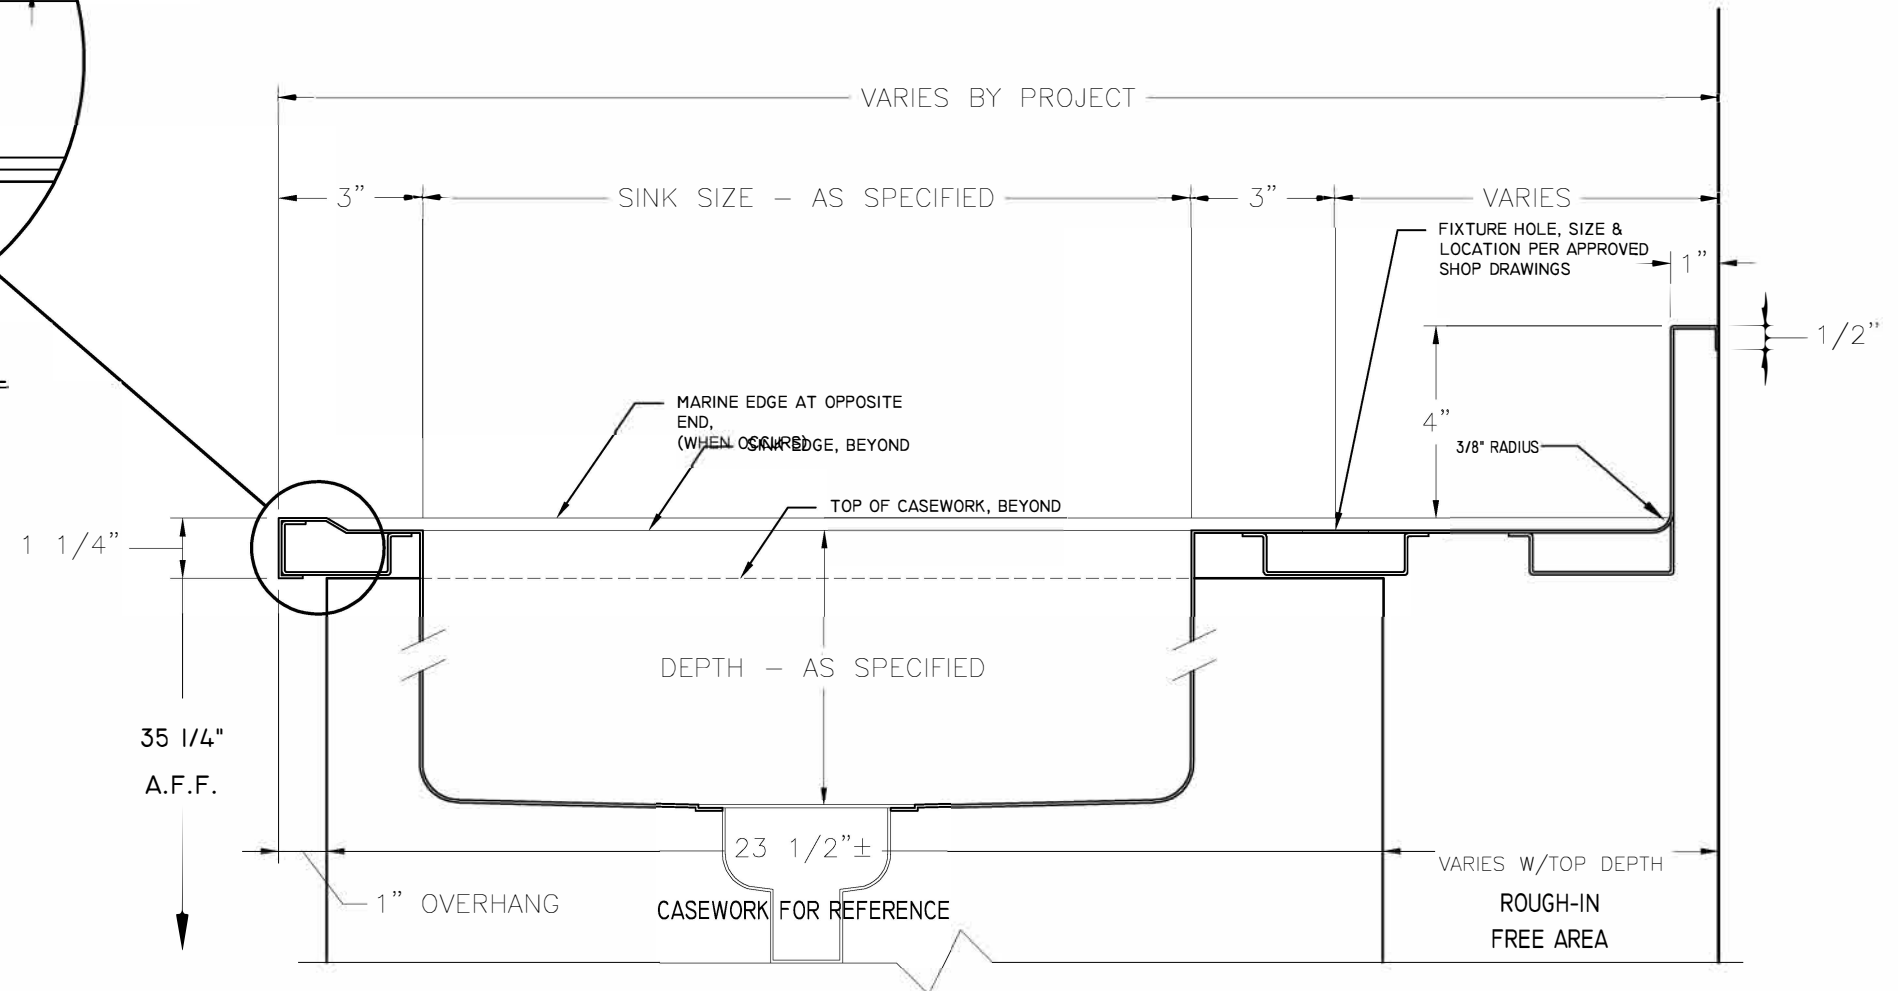 VARIES BY PROJECT
3" SINK SIZE – AS SPECIFIED 3" VARIES
FIXTURE HOLE, SIZE &
LOCATION PER APPROVED
SHOP DRAWINGS
1"
1/2"
MARINE EDGE AT OPPOSITE
END,
(WHEN OCCURS)
SINK EDGE, BEYOND
4"
3/8" RADIUS
TOP OF CASEWORK, BEYOND
1 1/4"
DEPTH – AS SPECIFIED
35 1/4"
A.F.F.
23 1/2"±
VARIES W/TOP DEPTH
1" OVERHANG
CASEWORK FOR REFERENCE
ROUGH-IN
FREE AREA